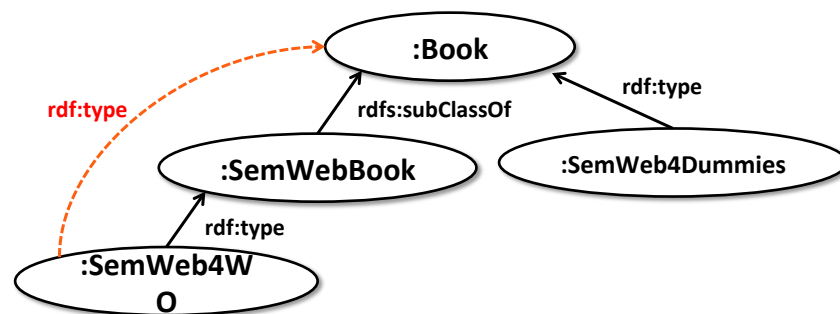 :Book
rdf:type
rdf:type
rdfs:subClassOf
:SemWebBook
:SemWeb4Dummies
rdf:type
:SemWeb4W
O